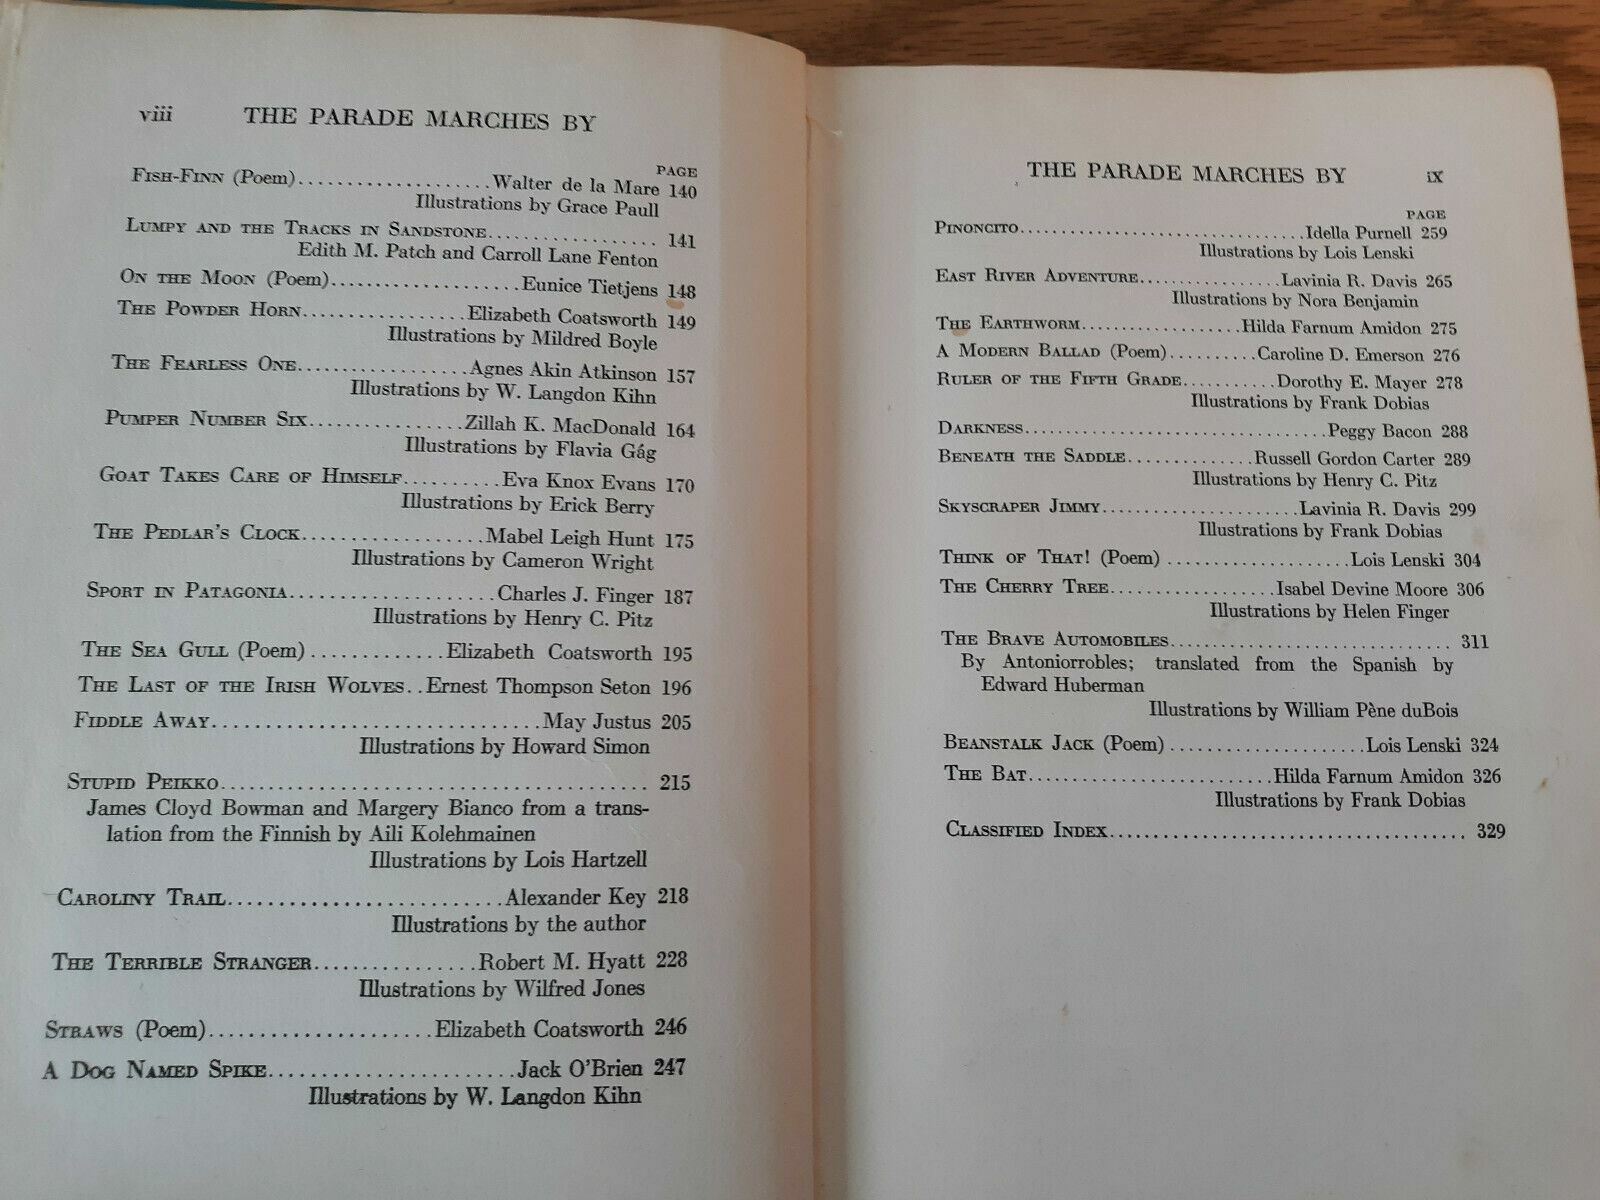 viii THE PARADE MARCHES BY
PAGE
FISH-FINN (Poem)....................Walter de la Mare 140
Illustrations by Grace Paull
LUMPY AND THE TRACKS IN SANDSTONE.................. 141
Edith M. Patch and Carroll Lane Fenton
ON THE MOON (Poem)....................Eunice Tietjens 148
THE POWDER HORN.................Elizabeth Coatsworth 149
Illustrations by Mildred Boyle
THE FEARLESS ONE..................Agnes Akin Atkinson 157
Illustrations by W. Langdon Kihn
PUMPER NUMBER SIX................Zillah K. MacDonald 164
Illustrations by Flavia Gág
GOAT TAKES CARE OF HIMSELF..........Eva Knox Evans 170
Illustrations by Erick Berry
THE PEDLAR'S CLOCK..................Mabel Leigh Hunt 175
Illustrations by Cameron Wright
SPORT IN PATAGONIA....................Charles J. Finger 187
Illustrations by Henry C. Pitz
THE SEA GULL (Poem).............Elizabeth Coatsworth 195
THE LAST OF THE IRISH WOLVES..Ernest Thompson Seton 196
FIDDLE AWAY................................May Justus 205
Illustrations by Howard Simon
STUPID PEIKKO......................................... 215
James Cloyd Bowman and Margery Bianco from a trans-
lation from the Finnish by Aili Kolehmainen
Illustrations by Lois Hartzell
CAROLINY TRAIL..........................Alexander Key 218
Illustrations by the author
THE TERRIBLE STRANGER................Robert M. Hyatt 228
Illustrations by Wilfred Jones
STRAWS (Poem)......................Elizabeth Coatsworth 246
A DOG NAMED SPIKE........................Jack O'Brien 247
Illustrations by W. Langdon Kihn
THE PARADE MARCHES BY ix
PAGE
PINONCITO.................................Idella Purnell 259
Illustrations by Lois Lenski
EAST RIVER ADVENTURE...............Lavinia R. Davis 265
Illustrations by Nora Benjamin
THE EARTHWORM...................Hilda Farnum Amidon 275
A MODERN BALLAD (Poem)..........Caroline D. Emerson 276
RULER OF THE FIFTH GRADE...........Dorothy E. Mayer 278
Illustrations by Frank Dobias
DARKNESS.................................Peggy Bacon 288
BENEATH THE SADDLE..............Russell Gordon Carter 289
Illustrations by Henry C. Pitz
SKYSCRAPER JIMMY......................Lavinia R. Davis 299
Illustrations by Frank Dobias
THINK OF THAT! (Poem) ....................Lois Lenski 304
THE CHERRY TREE...................Isabel Devine Moore 306
Illustrations by Helen Finger
THE BRAVE AUTOMOBILES............................... 311
By Antoniorrobles; translated from the Spanish by
Edward Huberman
Illustrations by William Pène duBois
BEANSTALK JACK (Poem) ......................Lois Lenski 324
THE BAT...........................Hilda Farnum Amidon 326
Illustrations by Frank Dobias
CLASSIFIED INDEX...................................... 329